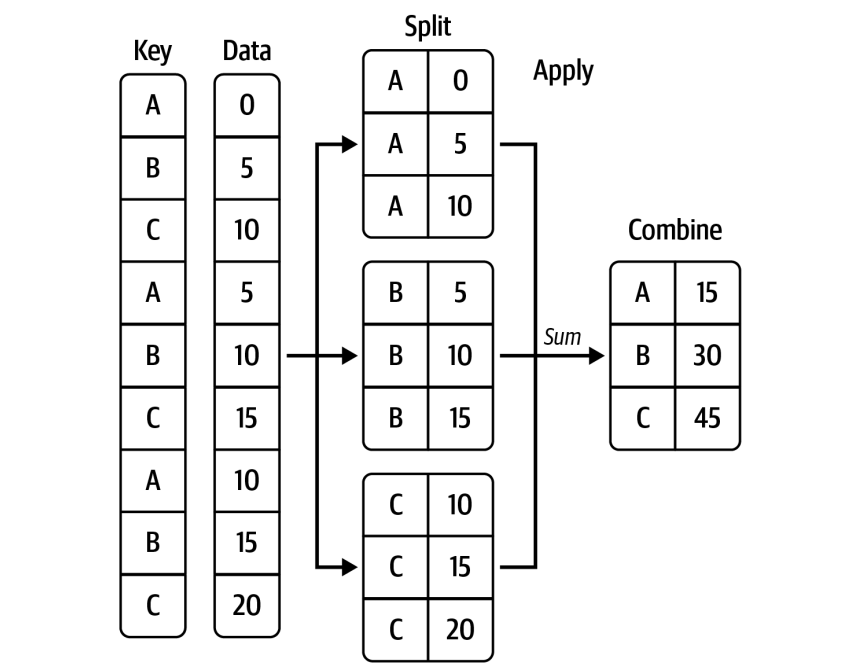 Key
Data
Split
Apply
Combine
A
B
C
A
B
C
A
B
C
0
5
10
5
10
15
10
15
20
A 0
A 5
A 10
B 5
B 10
B 15
C 10
C 15
C 20
Sum
A 15
B 30
C 45